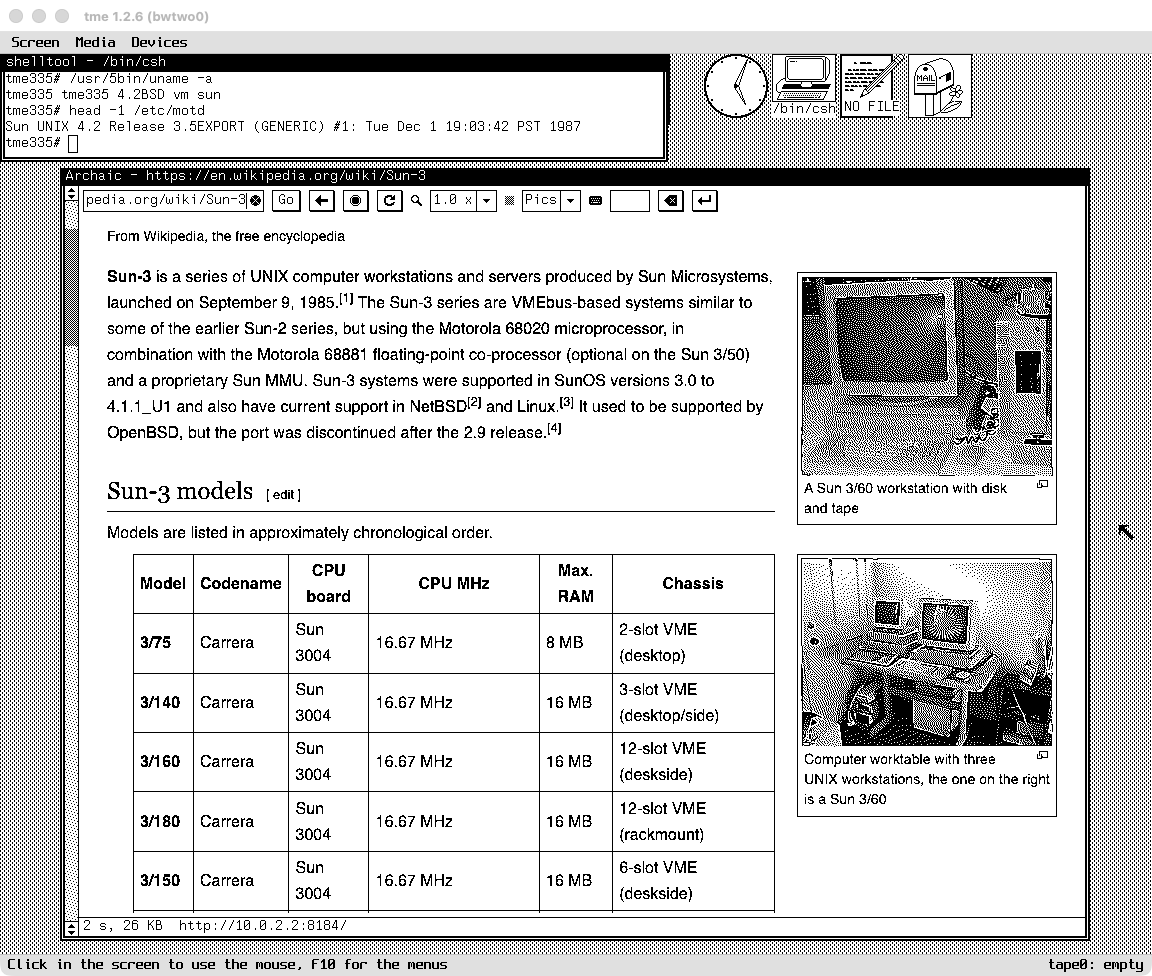 tme 1.2.6 (bwtwo0)
Screen Media Devices
shelltool - /bin/csh
tme335# /usr/5bin/uname -a
tme335 tme335 4.2BSD vm sun
tme335# head -1 /etc/motd
Sun UNIX 4.2 Release 3.5EXPORT (GENERIC) #1: Tue Dec 1 19:03:42 PST 1987
tme335#
/bin/csh
NO FILE
MAIL
Archaic - https://en.wikipedia.org/wiki/Sun-3
pedia.org/wiki/Sun-3 Go 1.0 x Pics
From Wikipedia, the free encyclopedia
Sun-3 is a series of UNIX computer workstations and servers produced by Sun Microsystems,
launched on September 9, 1985.[1] The Sun-3 series are VMEbus-based systems similar to
some of the earlier Sun-2 series, but using the Motorola 68020 microprocessor, in
combination with the Motorola 68881 floating-point co-processor (optional on the Sun 3/50)
and a proprietary Sun MMU. Sun-3 systems were supported in SunOS versions 3.0 to
4.1.1_U1 and also have current support in NetBSD[2] and Linux.[3] It used to be supported by
OpenBSD, but the port was discontinued after the 2.9 release.[4]
A Sun 3/60 workstation with disk
and tape
Sun-3 models [ edit ]
Models are listed in approximately chronological order.
Model Codename CPU board CPU MHz Max. RAM Chassis
3/75 Carrera Sun 3004 16.67 MHz 8 MB 2-slot VME (desktop)
3/140 Carrera Sun 3004 16.67 MHz 16 MB 3-slot VME (desktop/side)
3/160 Carrera Sun 3004 16.67 MHz 16 MB 12-slot VME (deskside)
3/180 Carrera Sun 3004 16.67 MHz 16 MB 12-slot VME (rackmount)
3/150 Carrera Sun 3004 16.67 MHz 16 MB 6-slot VME (deskside)
Computer worktable with three
UNIX workstations, the one on the right
is a Sun 3/60
2 s, 26 KB http://10.0.2.2:8184/
Click in the screen to use the mouse, F10 for the menus
tape0: empty